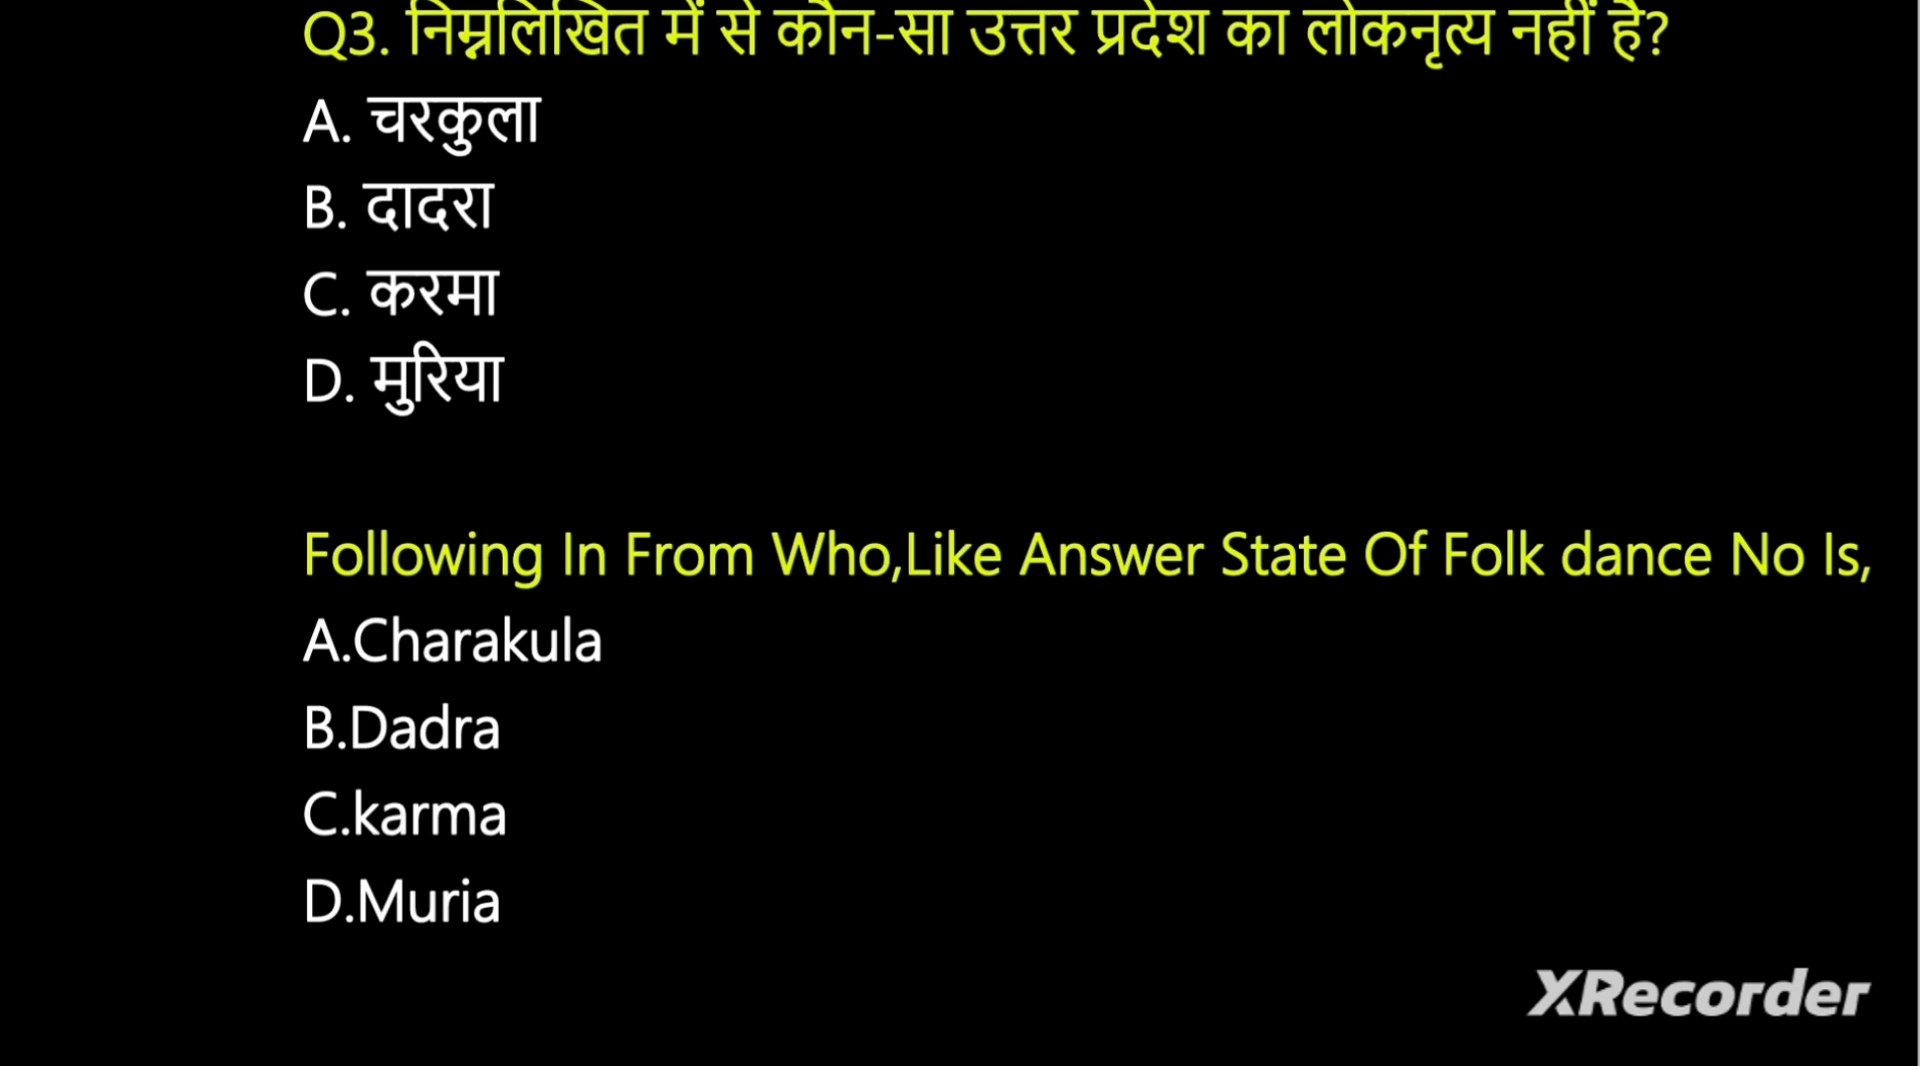 Q3. निम्नलिखित में से कौन-सा उत्तर प्रदेश का लोकनृत्य नहीं है?
A. चरकुला
B. दादरा
C. करमा
D. मुरिया
Following In From Who,Like Answer State Of Folk dance No Is,
A.Charakula
B.Dadra
C.karma
D.Muria
XRecorder